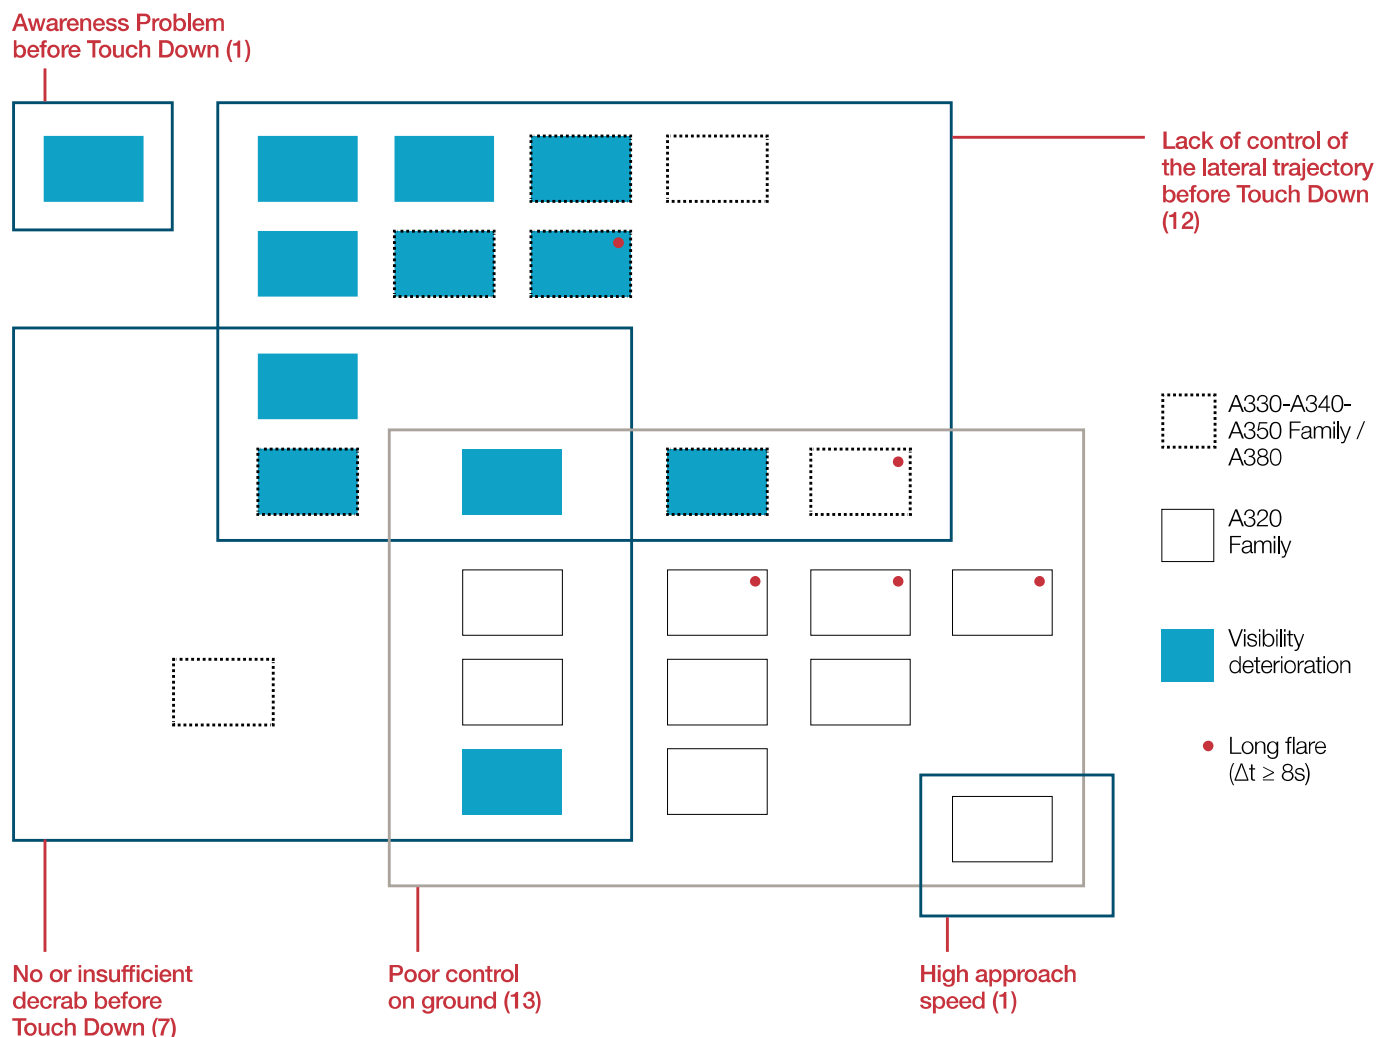 Awareness Problem
before Touch Down (1)
Lack of control of
the lateral trajectory
before Touch Down
(12)
A330-A340-
A350 Family /
A380
A320
Family
Visibility
deterioration
Long flare
(Δt ≥ 8s)
No or insufficient
decrab before
Touch Down (7)
Poor control
on ground (13)
High approach
speed (1)